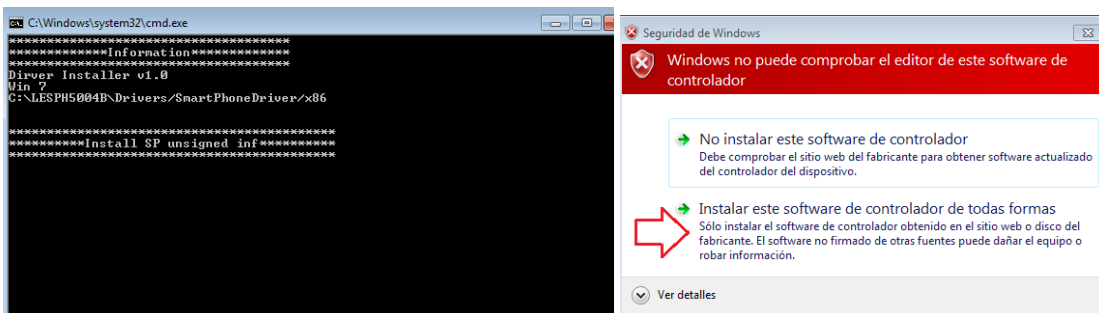 C:\Windows\system32\cmd.exe
*************************************
*************Information*************
*************************************
Dirver Installer v1.0
Win 7
C:\LESPH5004B\Drivers/SmartPhoneDriver/x86
*******************************************
**********Install SP unsigned inf**********
*******************************************
Seguridad de Windows
Windows no puede comprobar el editor de este software de
controlador
No instalar este software de controlador
Debe comprobar el sitio web del fabricante para obtener software actualizado
del controlador del dispositivo.
Instalar este software de controlador de todas formas
Sólo instalar el software de controlador obtenido en el sitio web o disco del
fabricante. El software no firmado de otras fuentes puede dañar el equipo o
robar información.
Ver detalles